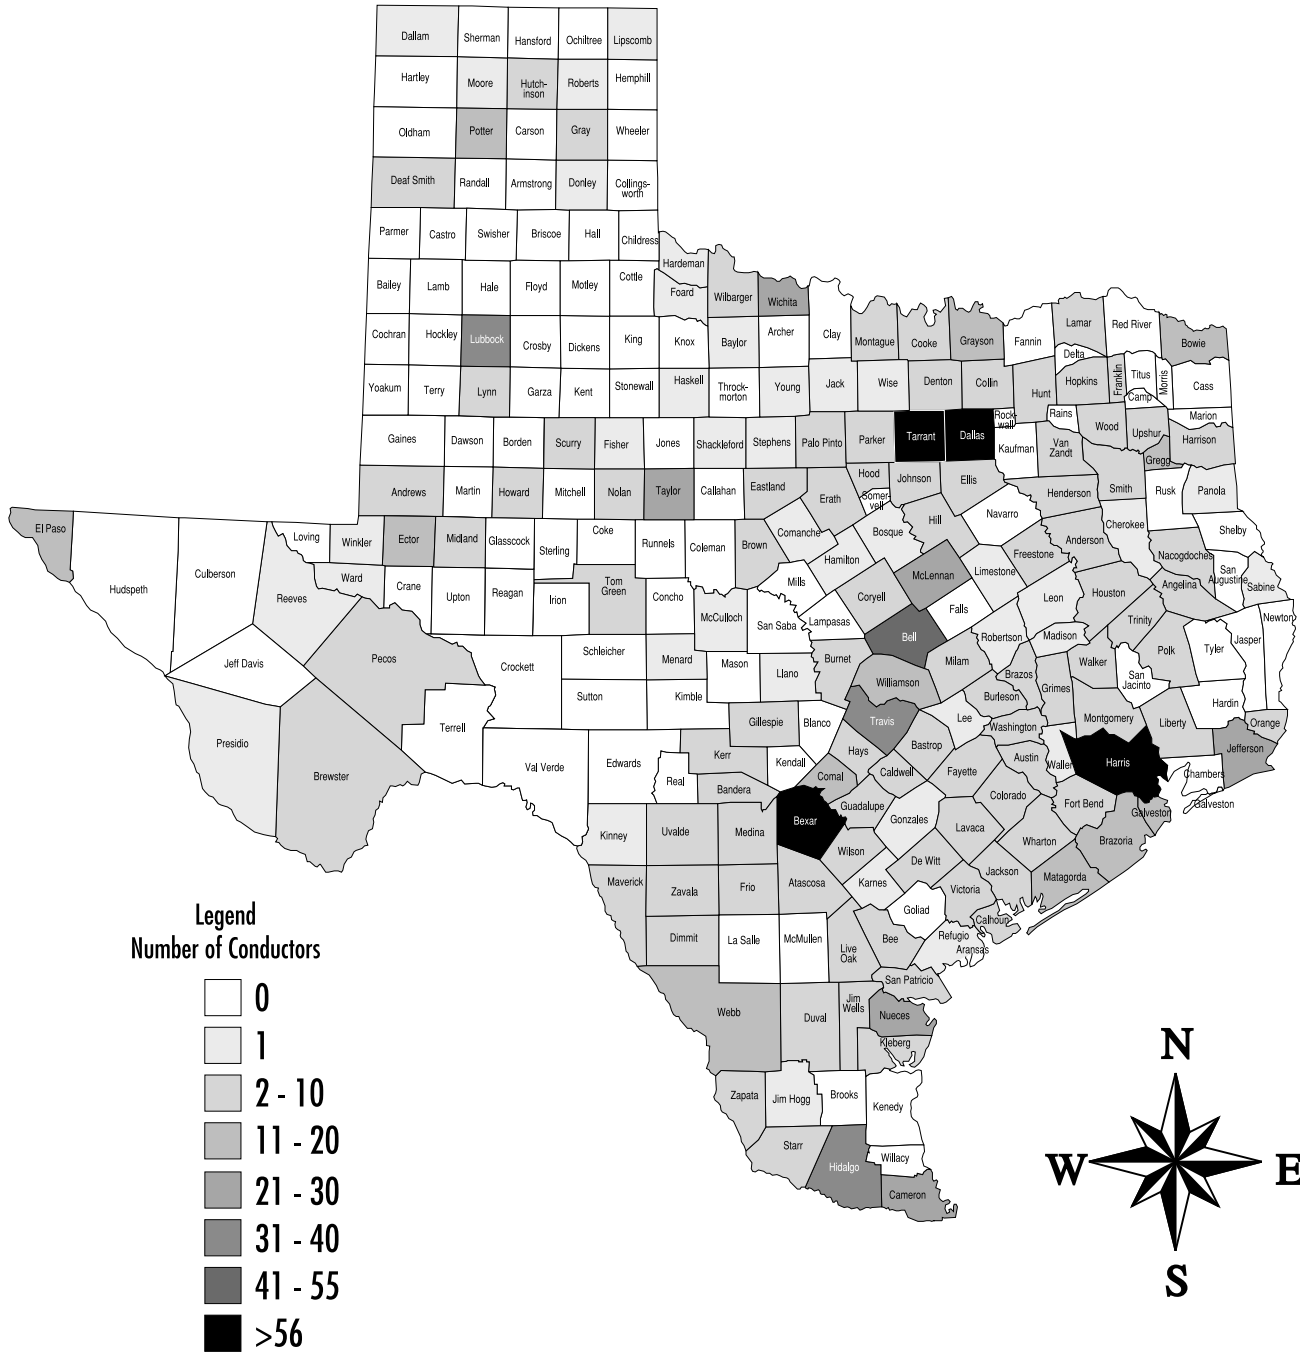 Dallam
Sherman
Hansford
Ochiltree
Lipscomb
Hartley
Moore
Hutch-
inson
Roberts
Hemphill
Oldham
Potter
Carson
Gray
Wheeler
Deaf Smith
Randall
Armstrong
Donley
Collings-
worth
Parmer
Castro
Swisher
Briscoe
Hall
Childress
Hardeman
Bailey
Lamb
Hale
Floyd
Motley
Cottle
Foard
Wilbarger
Wichita
Cochran
Hockley
Lubbock
Crosby
Dickens
King
Knox
Baylor
Archer
Clay
Montague
Cooke
Grayson
Fannin
Lamar
Red River
Bowie
Delta
Yoakum
Terry
Lynn
Garza
Kent
Stonewall
Haskell
Throck-
morton
Young
Jack
Wise
Denton
Collin
Hunt
Hopkins
Franklin
Titus
Camp
Morris
Cass
Marion
Gaines
Dawson
Borden
Scurry
Fisher
Jones
Shackleford
Stephens
Palo Pinto
Parker
Tarrant
Dallas
Rock-
wall
Kaufman
Rains
Van
Zandt
Wood
Upshur
Gregg
Harrison
Andrews
Martin
Howard
Mitchell
Nolan
Taylor
Callahan
Eastland
Erath
Hood
Somer-
vell
Johnson
Ellis
Henderson
Smith
Rusk
Panola
El Paso
Hudspeth
Culberson
Loving
Winkler
Ector
Midland
Glasscock
Sterling
Coke
Runnels
Coleman
Brown
Comanche
Hamilton
Bosque
Hill
Navarro
Freestone
Anderson
Cherokee
Nacogdoches
Shelby
Reeves
Ward
Crane
Upton
Reagan
Irion
Tom
Green
Concho
McCulloch
San Saba
Mills
Lampasas
Coryell
McLennan
Limestone
Falls
Leon
Houston
Angelina
San
Augustine
Sabine
Jeff Davis
Pecos
Crockett
Schleicher
Menard
Mason
Llano
Burnet
Bell
Milam
Robertson
Madison
Trinity
Polk
Tyler
Jasper
Newton
Presidio
Brewster
Terrell
Sutton
Kimble
Gillespie
Blanco
Williamson
Travis
Lee
Burleson
Brazos
Grimes
Walker
San
Jacinto
Hardin
Orange
Val Verde
Edwards
Real
Kerr
Bandera
Kendall
Hays
Comal
Caldwell
Bastrop
Fayette
Washington
Austin
Waller
Montgomery
Liberty
Jefferson
Harris
Chambers
Galveston
Kinney
Uvalde
Medina
Bexar
Guadalupe
Gonzales
Lavaca
Colorado
Fort Bend
Galveston
Brazoria
Wharton
Wilson
De Witt
Jackson
Matagorda
Maverick
Zavala
Frio
Atascosa
Karnes
Goliad
Victoria
Calhoun
Dimmit
La Salle
McMullen
Live
Oak
Bee
Refugio
Aransas
San Patricio
Webb
Duval
Jim
Wells
Nueces
Kleberg
Zapata
Jim Hogg
Brooks
Kenedy
Starr
Hidalgo
Willacy
Cameron
Legend
Number of Conductors
0
1
2 - 10
11 - 20
21 - 30
31 - 40
41 - 55
>56
N
W
E
S